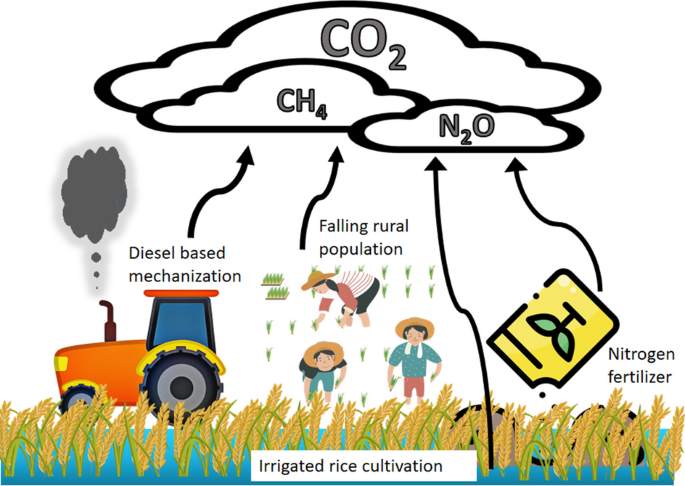 CO₂
CH₄
N₂O
Falling rural
population
Diesel based
mechanization
Nitrogen
fertilizer
Irrigated rice cultivation